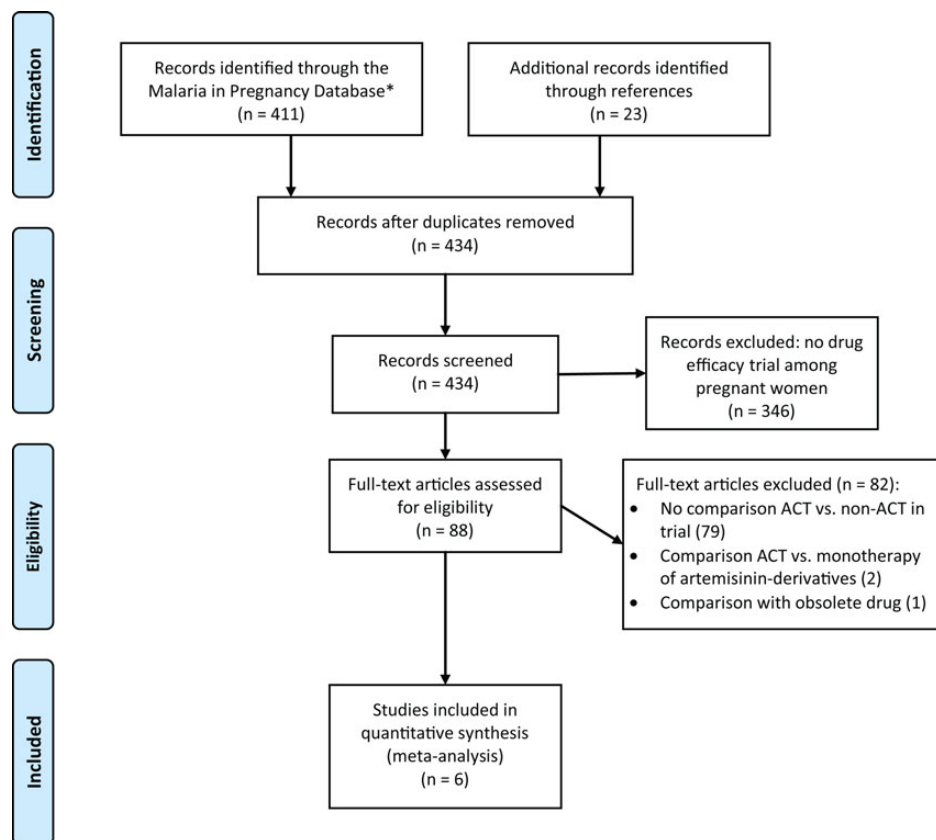 Identification
Records identified through the
Malaria in Pregnancy Database*
(n = 411)
Additional records identified
through references
(n = 23)
Records after duplicates removed
(n = 434)
Screening
Records screened
(n = 434)
Records excluded: no drug
efficacy trial among
pregnant women
(n = 346)
Eligibility
Full-text articles assessed
for eligibility
(n = 88)
Full-text articles excluded (n = 82):
• No comparison ACT vs. non-ACT in
trial (79)
• Comparison ACT vs. monotherapy
of artemisinin-derivatives (2)
• Comparison with obsolete drug (1)
Included
Studies included in
quantitative synthesis
(meta-analysis)
(n = 6)